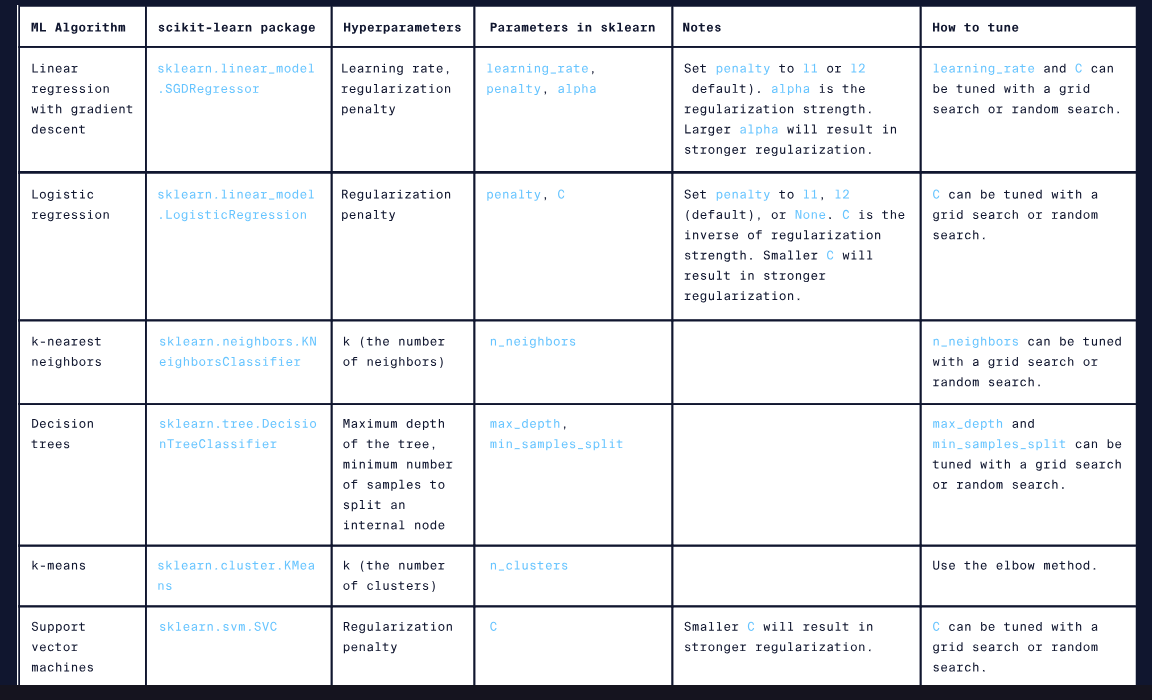 ML Algorithm
scikit-learn package
Hyperparameters
Parameters in sklearn
Notes
How to tune
Linear
regression
with gradient
descent
sklearn.linear_model
.SGDRegressor
Learning rate,
regularization
penalty
learning_rate,
penalty, alpha
Set penalty to l1 or l2
default). alpha is the
regularization strength.
Larger alpha will result in
stronger regularization.
learning_rate and C can
be tuned with a grid
search or random search.
Logistic
regression
sklearn.linear_model
.LogisticRegression
Regularization
penalty
penalty, C
Set penalty to l1, l2
(default), or None. C is the
inverse of regularization
strength. Smaller C will
result in stronger
regularization.
C can be tuned with a
grid search or random
search.
k-nearest
neighbors
sklearn.neighbors.KN
eighborsClassifier
k (the number
of neighbors)
n_neighbors
n_neighbors can be tuned
with a grid search or
random search.
Decision
trees
sklearn.tree.Decisio
nTreeClassifier
Maximum depth
of the tree,
minimum number
of samples to
split an
internal node
max_depth,
min_samples_split
max_depth and
min_samples_split can be
tuned with a grid search
or random search.
k-means
sklearn.cluster.KMea
ns
k (the number
of clusters)
n_clusters
Use the elbow method.
Support
vector
machines
sklearn.svm.SVC
Regularization
penalty
C
Smaller C will result in
stronger regularization.
C can be tuned with a
grid search or random
search.